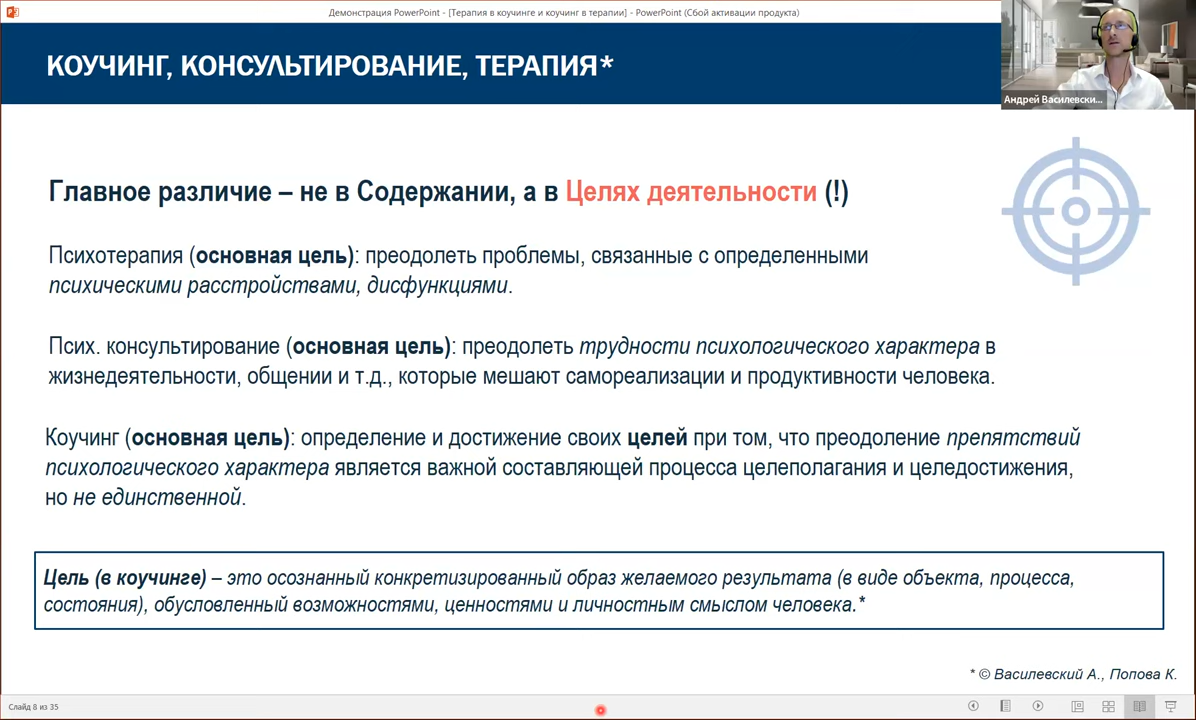 Демонстрация PowerPoint - [Терапия в коучинге и коучинг в терапии] - PowerPoint (Сбой активации продукта)
КОУЧИНГ, КОНСУЛЬТИРОВАНИЕ, ТЕРАПИЯ*
Андрей Василевски...
Главное различие – не в Содержании, а в Целях деятельности (!)
Психотерапия (основная цель): преодолеть проблемы, связанные с определенными
психическими расстройствами, дисфункциями.
Псих. консультирование (основная цель): преодолеть трудности психологического характера в
жизнедеятельности, общении и т.д., которые мешают самореализации и продуктивности человека.
Коучинг (основная цель): определение и достижение своих целей при том, что преодоление препятствий
психологического характера является важной составляющей процесса целеполагания и целедостижения,
но не единственной.
Цель (в коучинге) – это осознанный конкретизированный образ желаемого результата (в виде объекта, процесса,
состояния), обусловленный возможностями, ценностями и личностным смыслом человека.*
* © Василевский А., Попова К.
Слайд 8 из 35